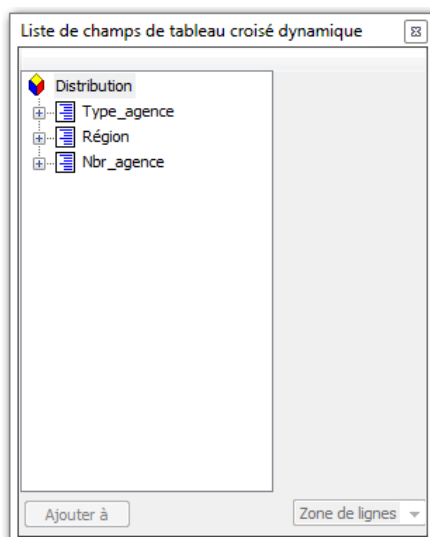 Liste de champs de tableau croisé dynamique
Distribution
Type_agence
Région
Nbr_agence
Ajouter à
Zone de lignes